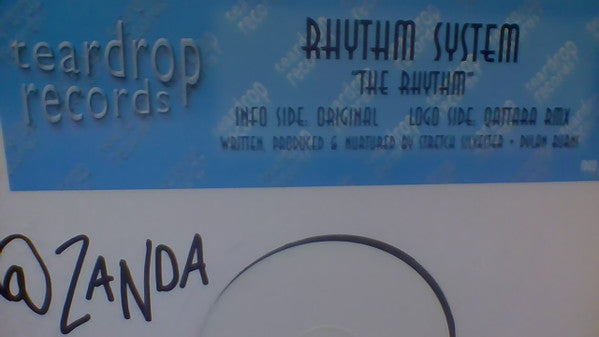 teardrop
records
RHYTHM SYSTEM
"THE RHYTHM"
INFO SIDE: ORIGINAL LOGO SIDE: QATTARA RMX
WRITTEN, PRODUCED & NURTURED BY STRETCH SILVESTER + DYLAN BURNS
@ZANDA